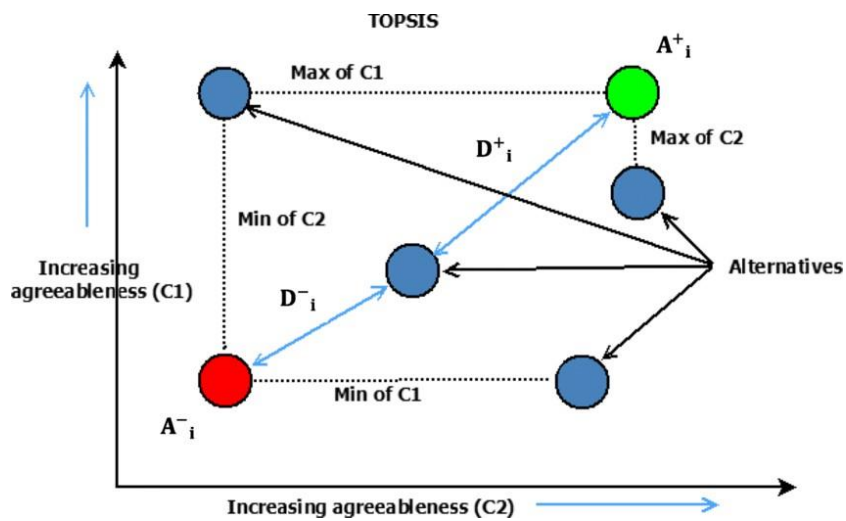 TOPSIS
A⁺ᵢ
Max of C1
D⁺ᵢ
Max of C2
Min of C2
Increasing
agreeableness (C1)
Alternatives
D⁻ᵢ
Min of C1
A⁻ᵢ
Increasing agreeableness (C2)